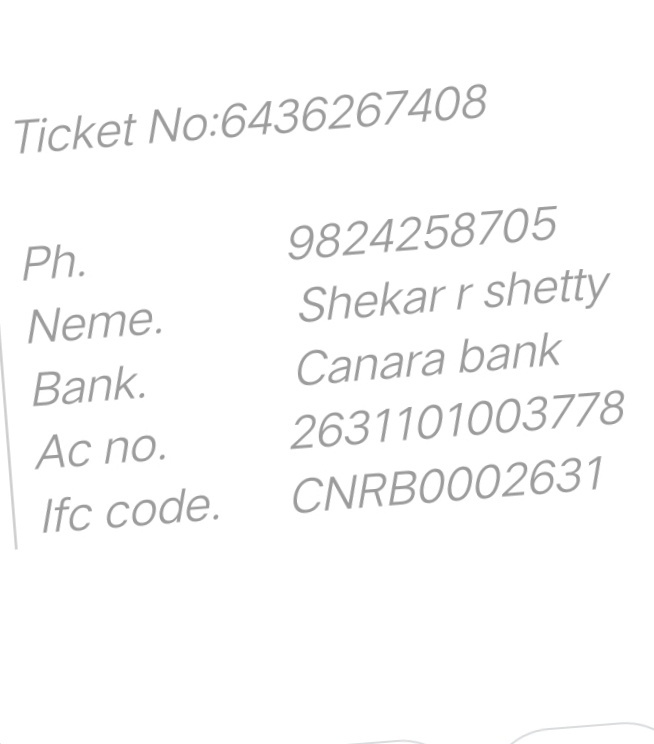 Ticket No:6436267408
Ph. 9824258705
Neme. Shekar r shetty
Bank. Canara bank
Ac no. 2631101003778
Ifc code. CNRB0002631